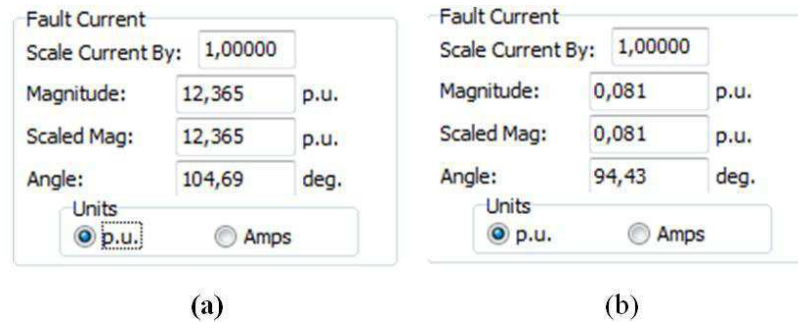 Fault Current
Scale Current By: 1,00000
Magnitude: 12,365 p.u.
Scaled Mag: 12,365 p.u.
Angle: 104,69 deg.
Units
p.u. Amps
(a)
Fault Current
Scale Current By: 1,00000
Magnitude: 0,081 p.u.
Scaled Mag: 0,081 p.u.
Angle: 94,43 deg.
Units
p.u. Amps
(b)